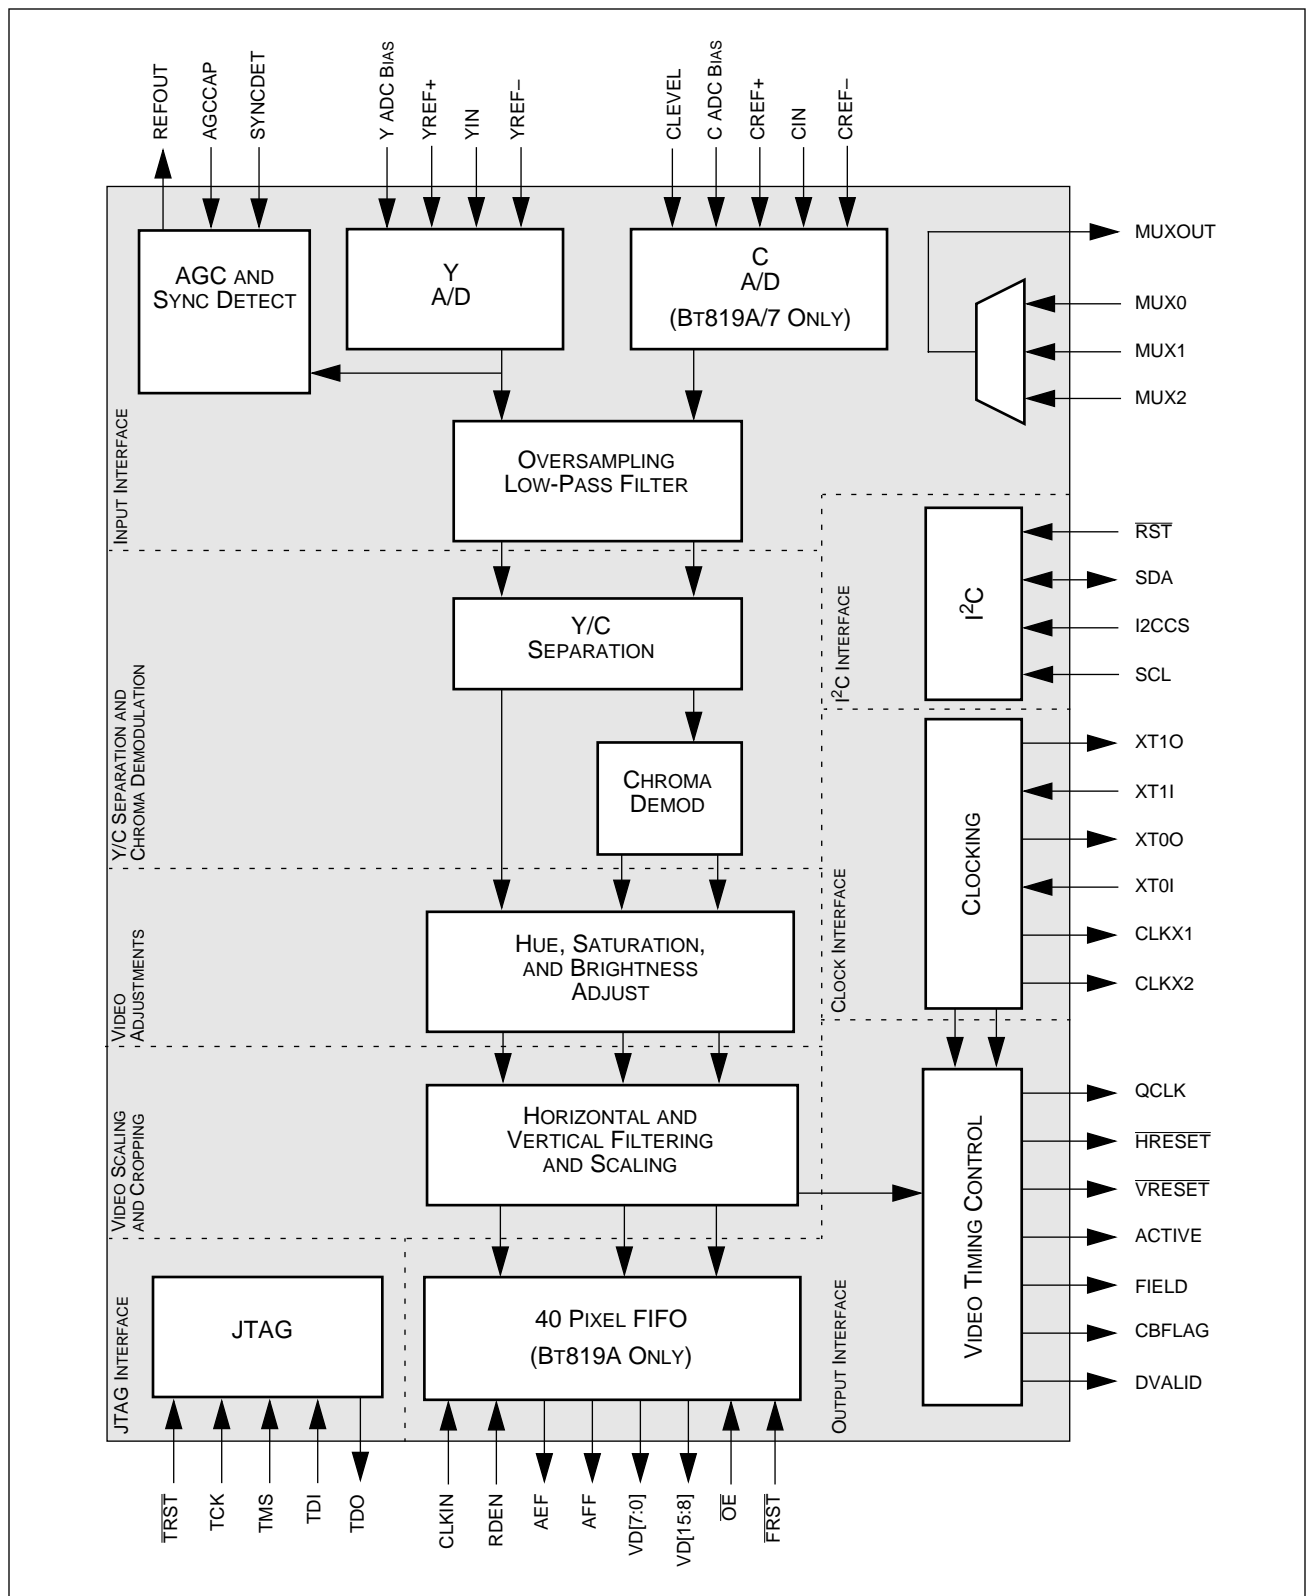 REFOUT
AGCCAP
SYNCDET
Y ADC BIAS
YREF+
YIN
YREF–
CLEVEL
C ADC BIAS
CREF+
CIN
CREF–
AGC AND
SYNC DETECT
Y
A/D
C
A/D
(BT819A/7 ONLY)
MUXOUT
MUX0
MUX1
MUX2
INPUT INTERFACE
OVERSAMPLING
LOW-PASS FILTER
I²C INTERFACE
I²C
RST
SDA
I2CCS
SCL
Y/C SEPARATION AND
CHROMA DEMODULATION
Y/C
SEPARATION
CHROMA
DEMOD
CLOCK INTERFACE
CLOCKING
XT1O
XT1I
XT0O
XT0I
CLKX1
CLKX2
VIDEO
ADJUSTMENTS
HUE, SATURATION,
AND BRIGHTNESS
ADJUST
VIDEO SCALING
AND CROPPING
HORIZONTAL AND
VERTICAL FILTERING
AND SCALING
VIDEO TIMING CONTROL
QCLK
HRESET
VRESET
ACTIVE
FIELD
CBFLAG
DVALID
JTAG INTERFACE
JTAG
40 PIXEL FIFO
(BT819A ONLY)
OUTPUT INTERFACE
TRST
TCK
TMS
TDI
TDO
CLKIN
RDEN
AEF
AFF
VD[7:0]
VD[15:8]
OE
FRST